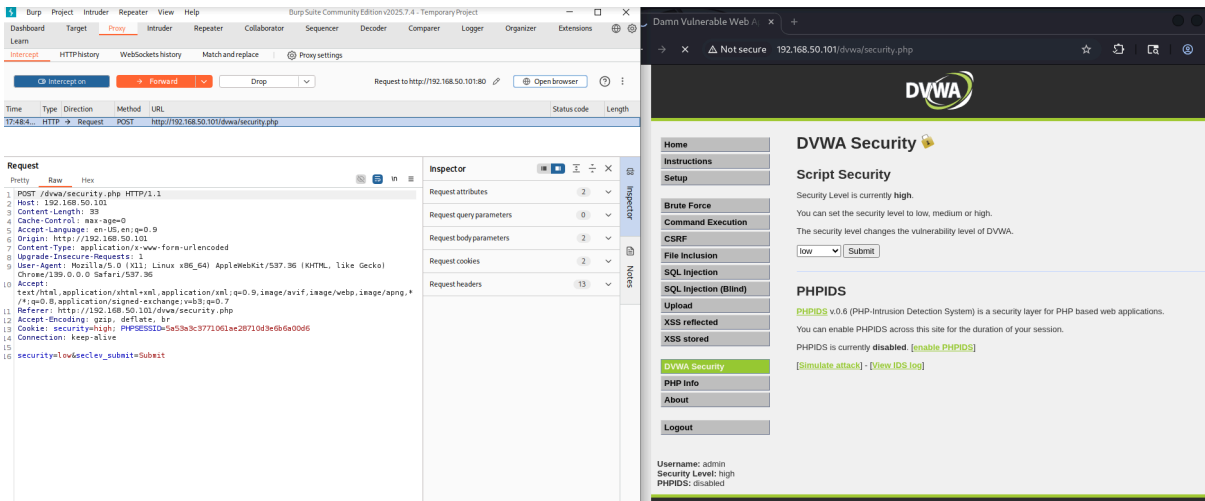 Burp Project Intruder Repeater View Help Burp Suite Community Edition v2025.7.4 - Temporary Project
Dashboard Target Proxy Intruder Repeater Collaborator Sequencer Decoder Comparer Logger Organizer Extensions
Learn
Intercept HTTP history WebSockets history Match and replace Proxy settings
Intercept on Forward Drop Request to http://192.168.50.101:80 Open browser
Time Type Direction Method URL Status code Length
17:48:4... HTTP → Request POST http://192.168.50.101/dvwa/security.php
Request
Pretty Raw Hex \n
1 POST /dvwa/security.php HTTP/1.1
2 Host: 192.168.50.101
3 Content-Length: 33
4 Cache-Control: max-age=0
5 Accept-Language: en-US,en;q=0.9
6 Origin: http://192.168.50.101
7 Content-Type: application/x-www-form-urlencoded
8 Upgrade-Insecure-Requests: 1
9 User-Agent: Mozilla/5.0 (X11; Linux x86_64) AppleWebKit/537.36 (KHTML, like Gecko)
Chrome/139.0.0.0 Safari/537.36
10 Accept:
text/html,application/xhtml+xml,application/xml;q=0.9,image/avif,image/webp,image/apng,*
/*;q=0.8,application/signed-exchange;v=b3;q=0.7
11 Referer: http://192.168.50.101/dvwa/security.php
12 Accept-Encoding: gzip, deflate, br
13 Cookie: security=high; PHPSESSID=5a53a3c3771061ae28710d3e6b6a00d6
14 Connection: keep-alive
15
16 security=low&seclev_submit=Submit
Inspector
Request attributes 2
Request query parameters 0
Request body parameters 2
Request cookies 2
Request headers 13
Inspector
Notes
Damn Vulnerable Web A
Not secure 192.168.50.101/dvwa/security.php
DVWA
Home
Instructions
Setup
Brute Force
Command Execution
CSRF
File Inclusion
SQL Injection
SQL Injection (Blind)
Upload
XSS reflected
XSS stored
DVWA Security
PHP Info
About
Logout
Username: admin
Security Level: high
PHPIDS: disabled
DVWA Security
Script Security
Security Level is currently high.
You can set the security level to low, medium or high.
The security level changes the vulnerability level of DVWA.
low Submit
PHPIDS
PHPIDS v.0.6 (PHP-Intrusion Detection System) is a security layer for PHP based web applications.
You can enable PHPIDS across this site for the duration of your session.
PHPIDS is currently disabled. [enable PHPIDS]
[Simulate attack] - [View IDS log]